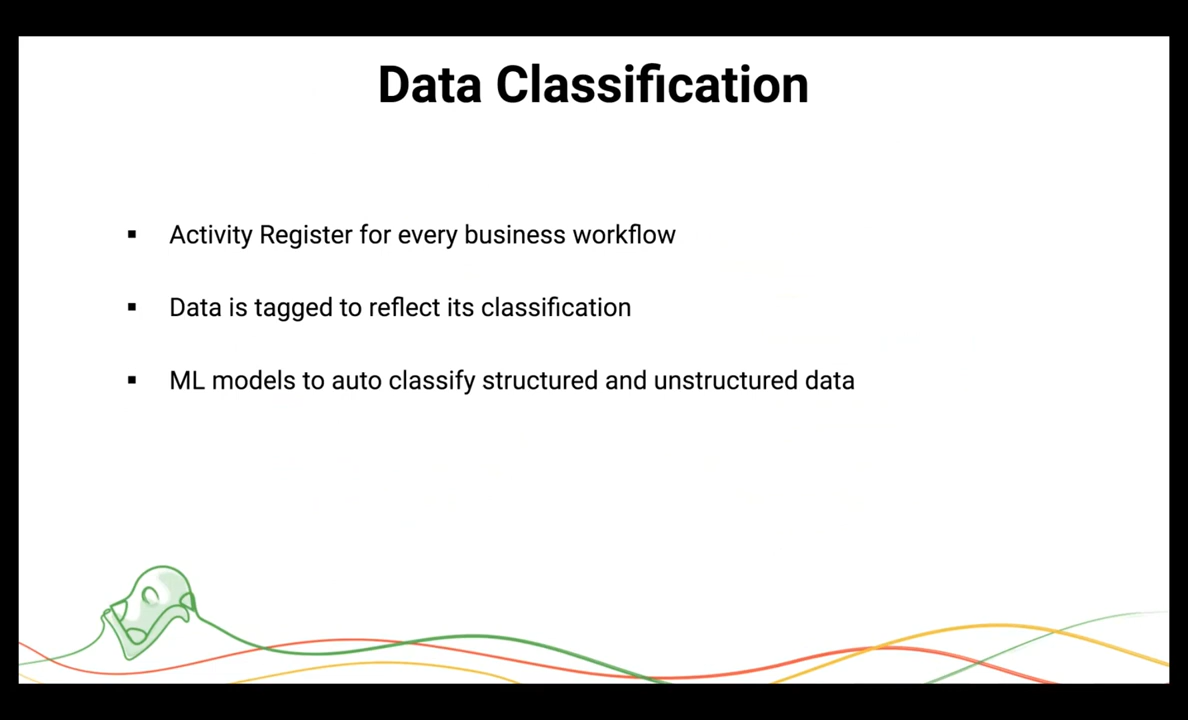 Data Classification
▪ Activity Register for every business workflow
▪ Data is tagged to reflect its classification
▪ ML models to auto classify structured and unstructured data